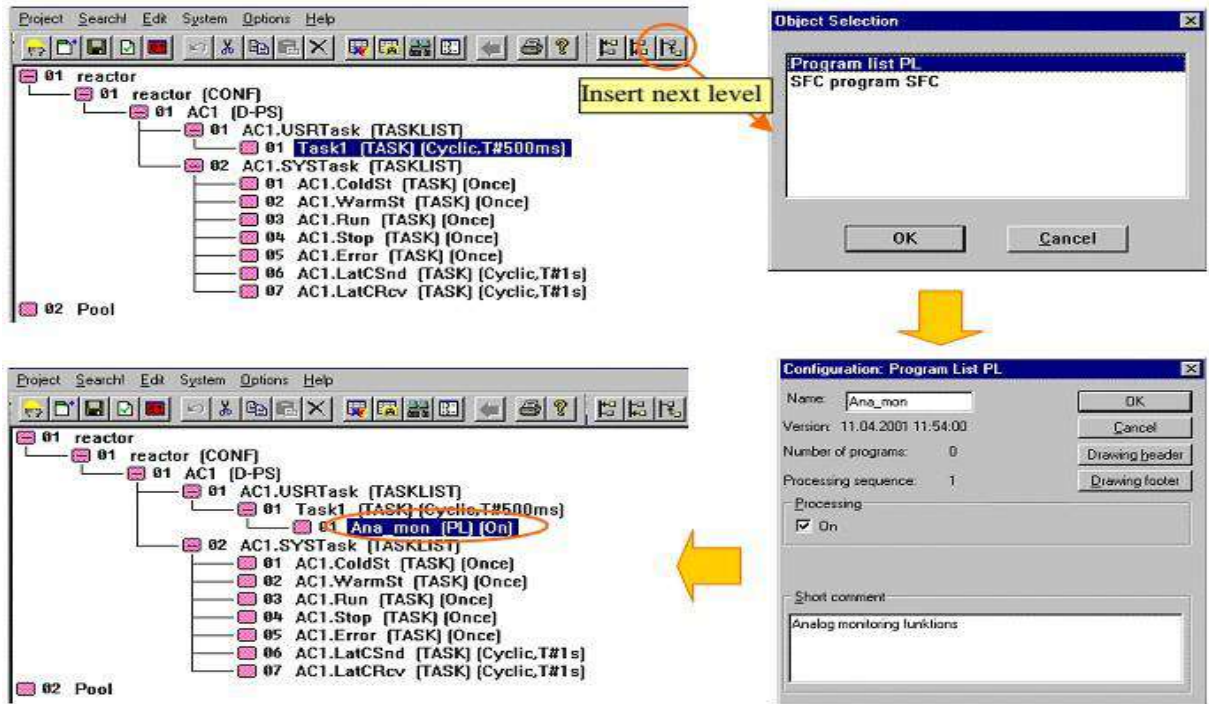 Project Search! Edit System Options Help
01 reactor
01 reactor (CONF)
01 AC1 (D-PS)
01 AC1.USRTask (TASKLIST)
01 Task1 (TASK) (Cyclic,T#500ms)
02 AC1.SYSTask (TASKLIST)
01 AC1.ColdSt (TASK) (Once)
02 AC1.WarmSt (TASK) (Once)
03 AC1.Run (TASK) (Once)
04 AC1.Stop (TASK) (Once)
05 AC1.Error (TASK) (Once)
06 AC1.LatCSnd (TASK) (Cyclic,T#1s)
07 AC1.LatCRcv (TASK) (Cyclic,T#1s)
02 Pool
Insert next level
Object Selection
Program list PL
SFC program SFC
OK
Cancel
Configuration: Program List PL
Name: Ana_mon
OK
Version: 11.04.2001 11:54:00
Cancel
Number of programs: 0
Drawing header
Processing sequence: 1
Drawing footer
Processing
On
Short comment
Analog monitoring funktions
Project Search! Edit System Options Help
01 reactor
01 reactor (CONF)
01 AC1 (D-PS)
01 AC1.USRTask (TASKLIST)
01 Task1 (TASK) (Cyclic,T#500ms)
01 Ana_mon (PL) (On)
02 AC1.SYSTask (TASKLIST)
01 AC1.ColdSt (TASK) (Once)
02 AC1.WarmSt (TASK) (Once)
03 AC1.Run (TASK) (Once)
04 AC1.Stop (TASK) (Once)
05 AC1.Error (TASK) (Once)
06 AC1.LatCSnd (TASK) (Cyclic,T#1s)
07 AC1.LatCRcv (TASK) (Cyclic,T#1s)
02 Pool